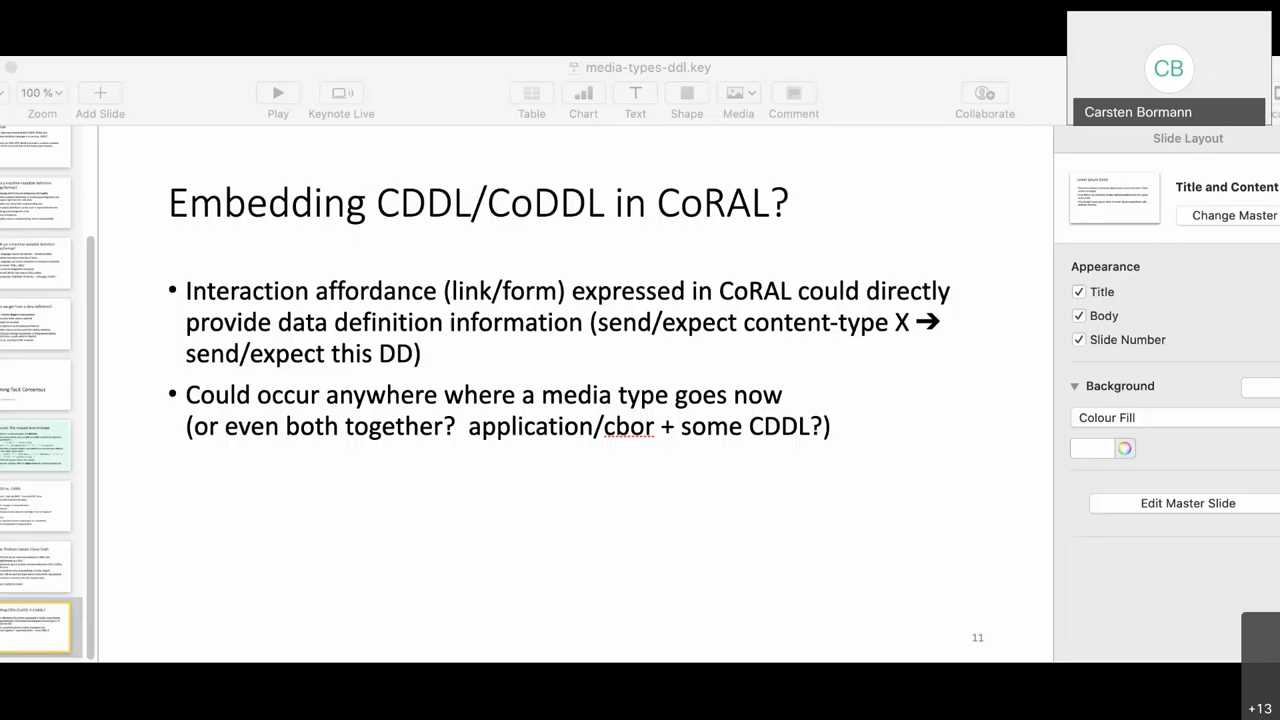 media-types-ddl.key
100 %
Zoom
Add Slide
Play
Keynote Live
Table
Chart
Text
Shape
Media
Comment
Collaborate
CB
Carsten Bormann
Slide Layout
Title and Content
Change Master
Appearance
Title
Body
Slide Number
Background
Colour Fill
Edit Master Slide
Embedding CDDL/CoDDL in CoRAL?
• Interaction affordance (link/form) expressed in CoRAL could directly
provide data definition information (send/expect content-type X ➔
send/expect this DD)
• Could occur anywhere where a media type goes now
(or even both together? application/cbor + some CDDL?)
11
+13